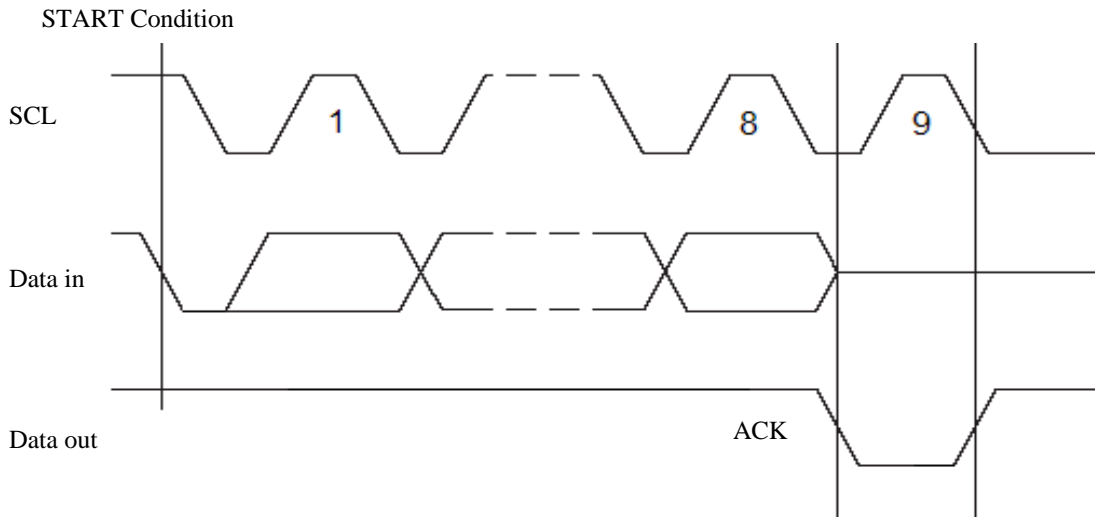 START Condition
SCL
1
8
9
Data in
Data out
ACK